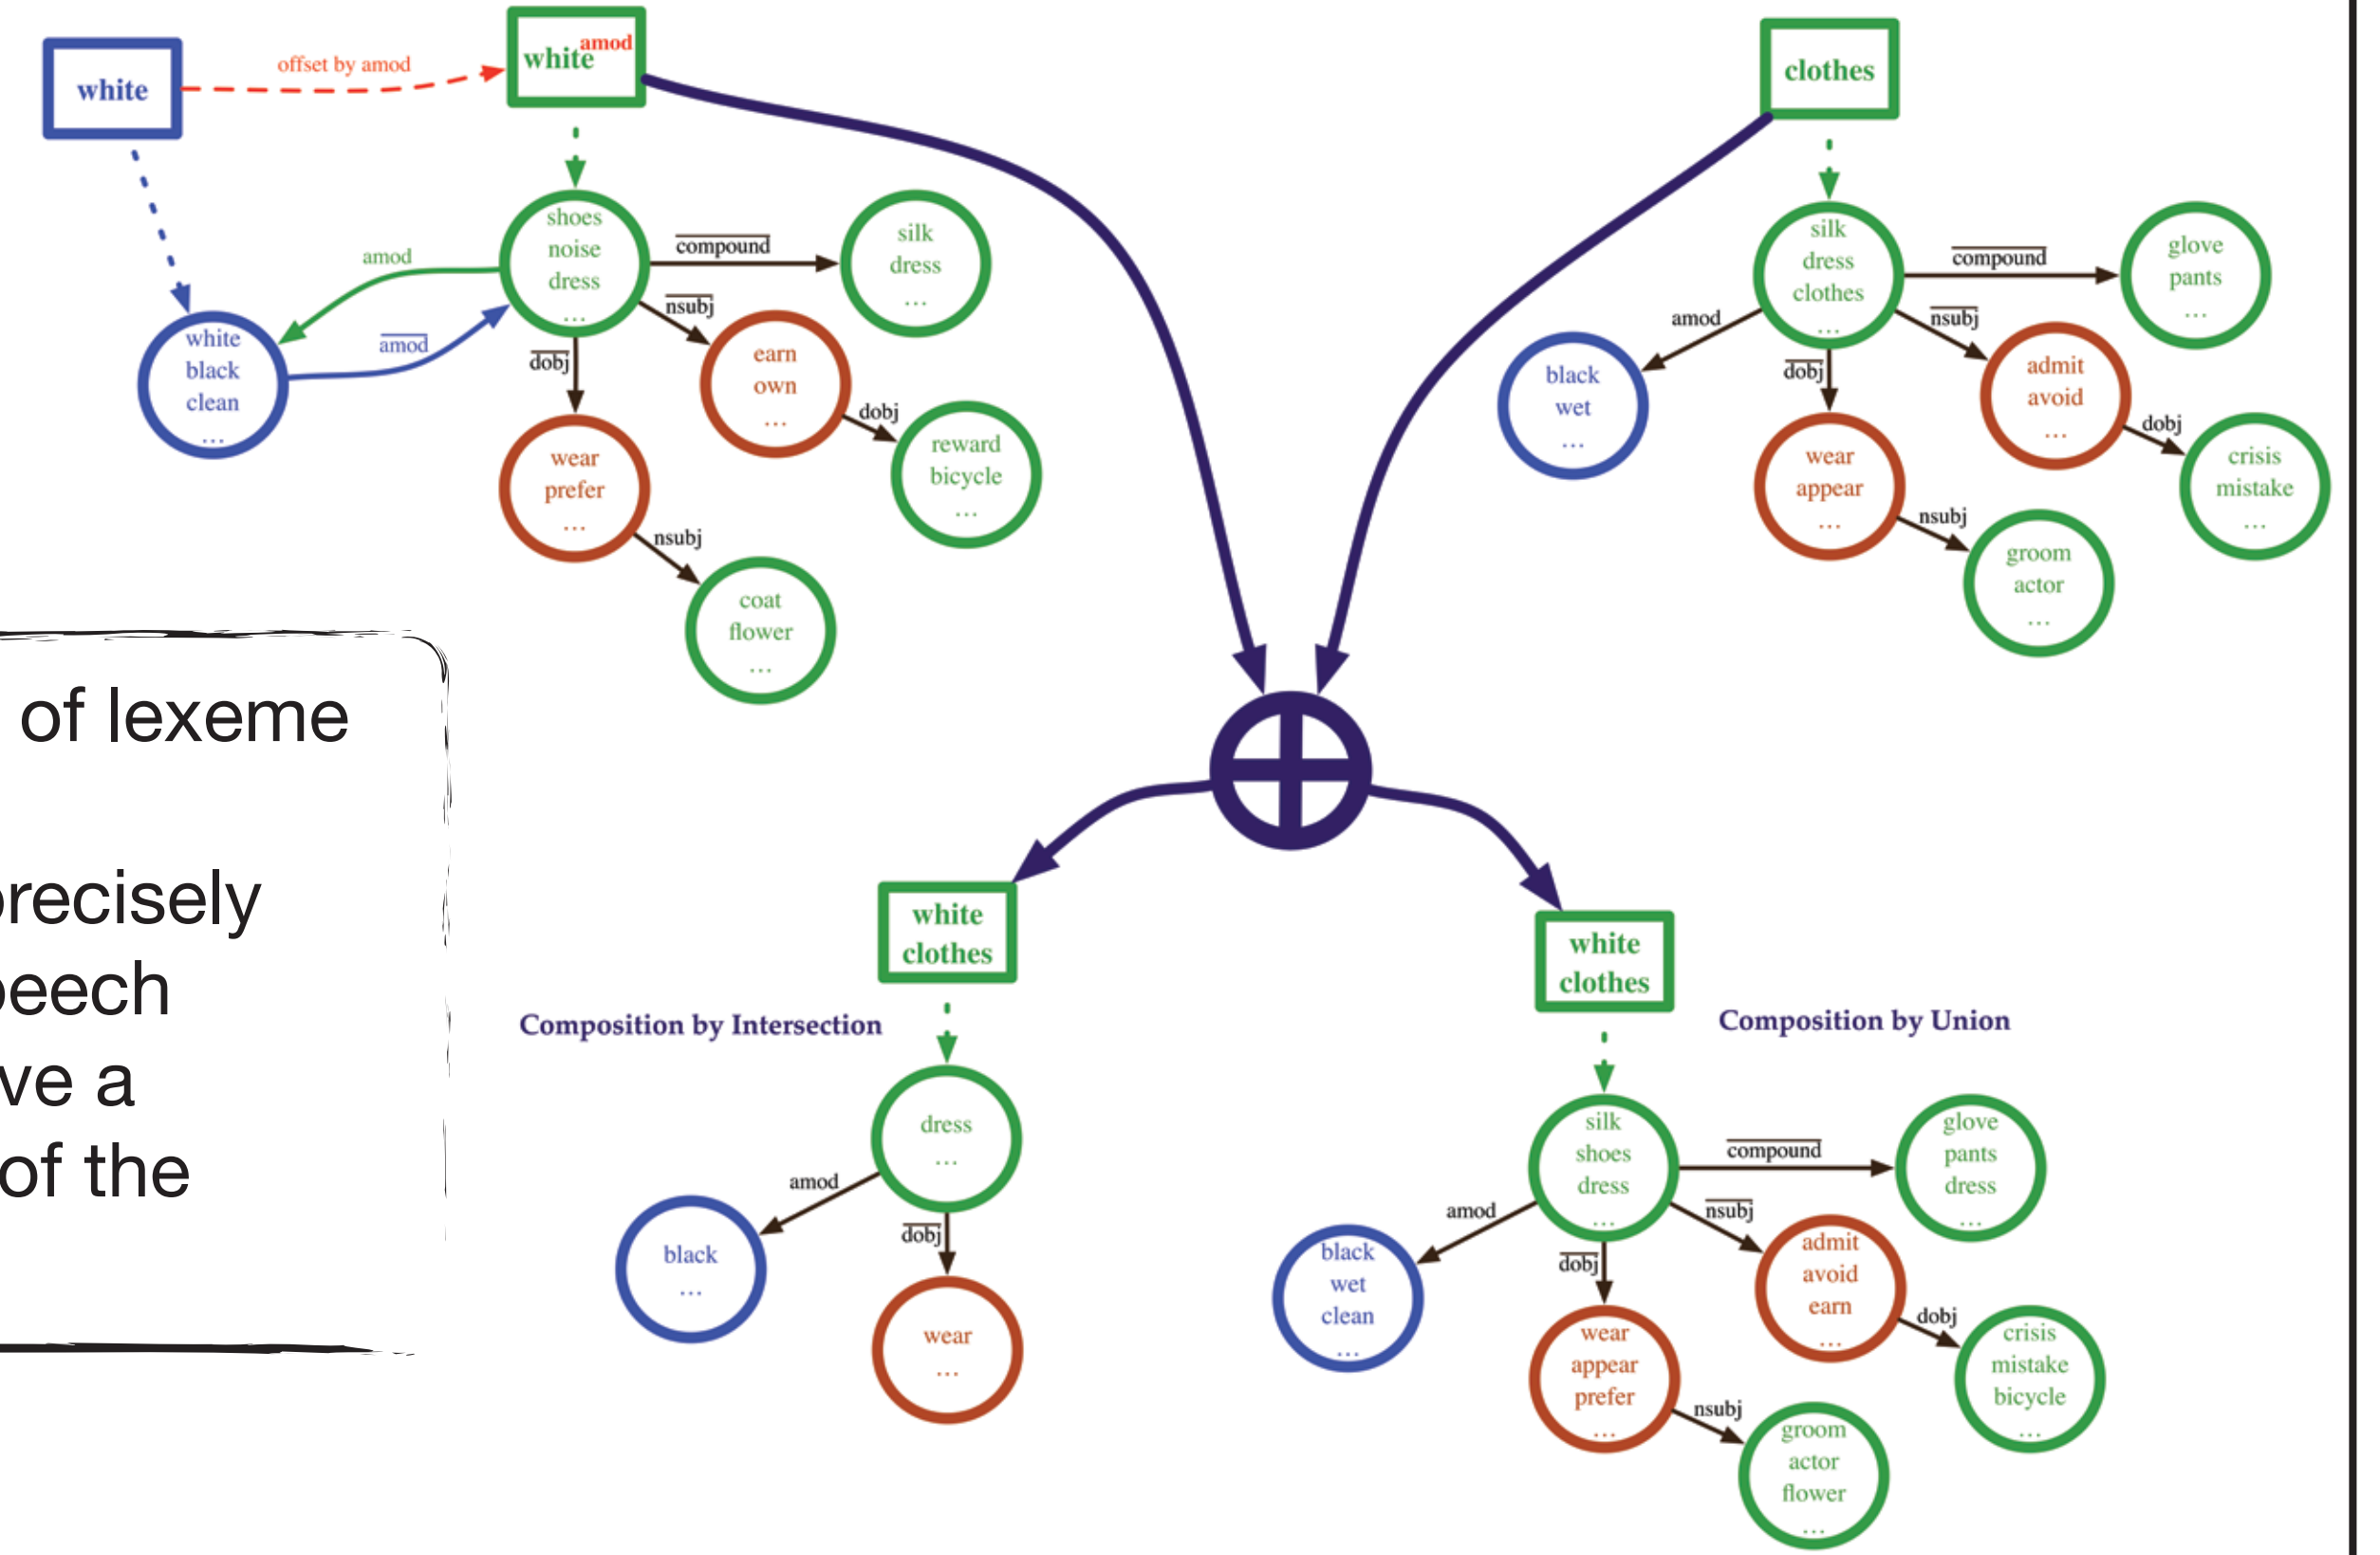 white
offset by amod
white amod
shoes
noise
dress
...
amod
amod
white
black
clean
...
compound
silk
dress
...
nsubj
earn
own
...
dobj
reward
bicycle
...
dobj
wear
prefer
...
nsubj
coat
flower
...
clothes
silk
dress
clothes
...
compound
glove
pants
...
amod
black
wet
...
nsubj
admit
avoid
...
dobj
crisis
mistake
...
dobj
wear
appear
...
nsubj
groom
actor
...
of lexeme
recisely
eech
ve a
of the
white
clothes
Composition by Intersection
dress
...
amod
black
...
dobj
wear
...
white
clothes
Composition by Union
silk
shoes
dress
...
compound
glove
pants
dress
...
amod
black
wet
clean
...
nsubj
admit
avoid
earn
...
dobj
crisis
mistake
bicycle
...
dobj
wear
appear
prefer
...
nsubj
groom
actor
flower
...